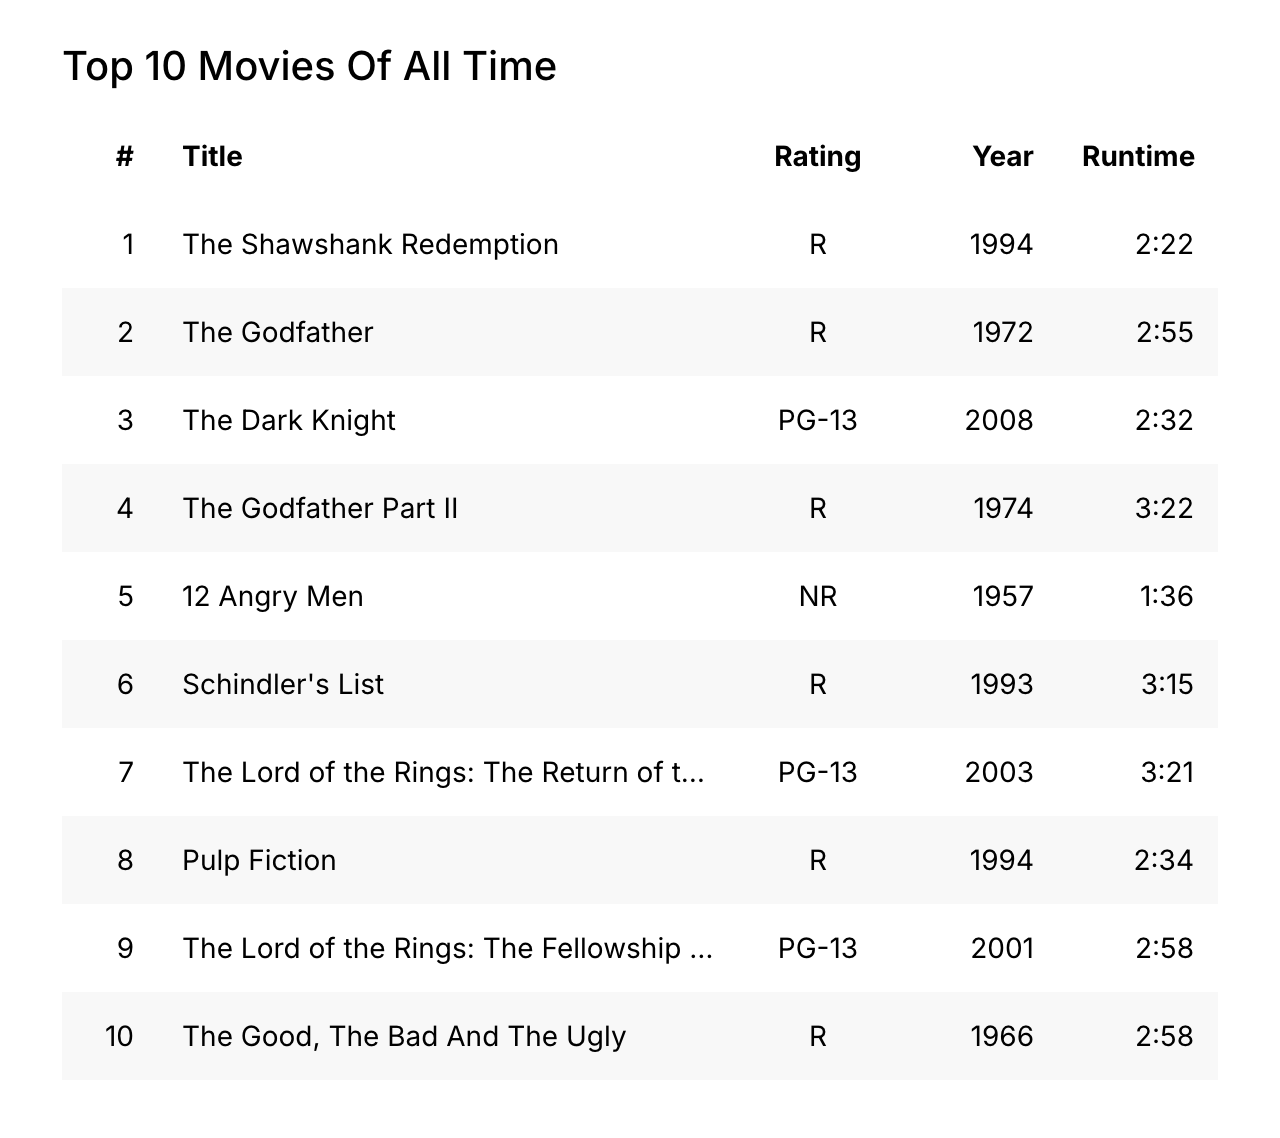 Top 10 Movies Of All Time
# Title Rating Year Runtime
1 The Shawshank Redemption R 1994 2:22
2 The Godfather R 1972 2:55
3 The Dark Knight PG-13 2008 2:32
4 The Godfather Part II R 1974 3:22
5 12 Angry Men NR 1957 1:36
6 Schindler's List R 1993 3:15
7 The Lord of the Rings: The Return of t... PG-13 2003 3:21
8 Pulp Fiction R 1994 2:34
9 The Lord of the Rings: The Fellowship ... PG-13 2001 2:58
10 The Good, The Bad And The Ugly R 1966 2:58